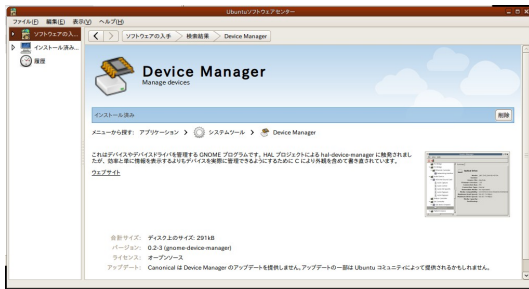 Ubuntuソフトウェアセンター
ファイル(F) 編集(E) 表示(V) ヘルプ(H)
ソフトウェアの入...
インストール済み...
履歴
ソフトウェアの入手 検索結果 Device Manager
Device Manager
Manage devices
インストール済み
削除
メニューから探す: アプリケーション システムツール Device Manager
これはデバイスやデバイスドライバを管理する GNOME プログラムです。HAL プロジェクトによる hal-device-manager に触発されまし
たが、効率と単に情報を表示するよりもデバイスを実際に管理できるようにするために C により外観を含めて書き直されています。
ウェブサイト
合計サイズ: ディスク上のサイズ: 291kB
バージョン: 0.2-3 (gnome-device-manager)
ライセンス: オープンソース
アップデート: Canonical は Device Manager のアップデートを提供しません。アップデートの一部は Ubuntu コミュニティによって提供されるかもしれません。